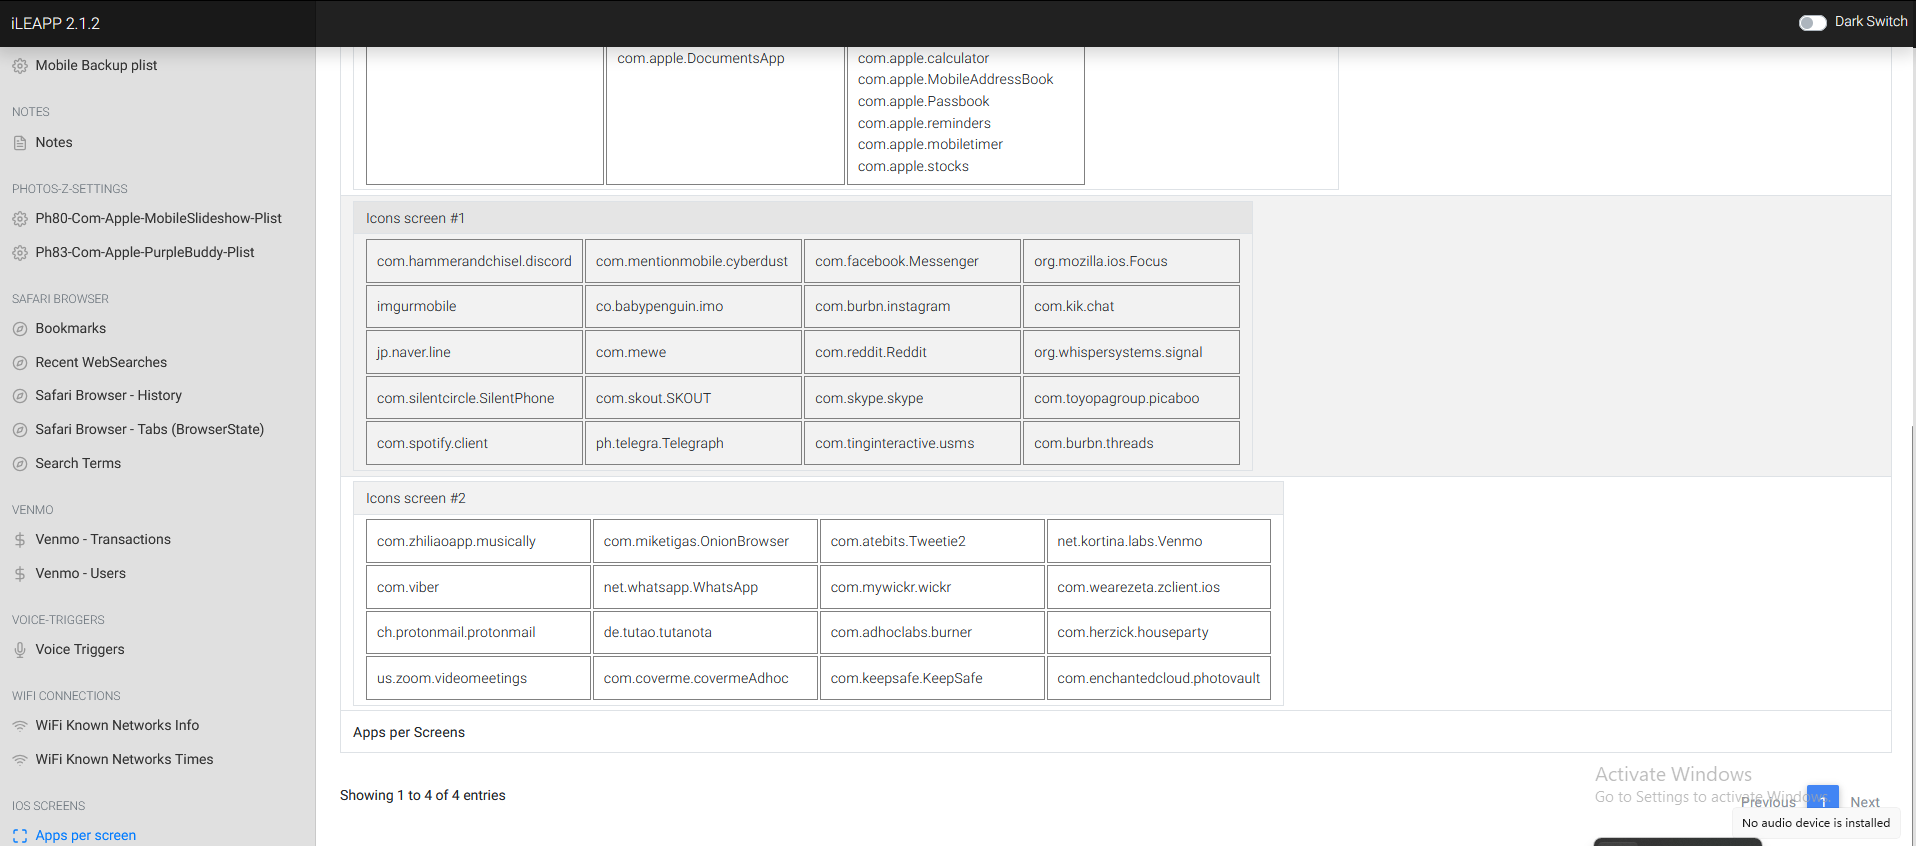 iLEAPP 2.1.2
Dark Switch
Mobile Backup plist
NOTES
Notes
PHOTOS-Z-SETTINGS
Ph80-Com-Apple-MobileSlideshow-Plist
Ph83-Com-Apple-PurpleBuddy-Plist
SAFARI BROWSER
Bookmarks
Recent WebSearches
Safari Browser - History
Safari Browser - Tabs (BrowserState)
Search Terms
VENMO
Venmo - Transactions
Venmo - Users
VOICE-TRIGGERS
Voice Triggers
WIFI CONNECTIONS
WiFi Known Networks Info
WiFi Known Networks Times
IOS SCREENS
Apps per screen
com.apple.DocumentsApp
com.apple.calculator
com.apple.MobileAddressBook
com.apple.Passbook
com.apple.reminders
com.apple.mobiletimer
com.apple.stocks
Icons screen #1
com.hammerandchisel.discord com.mentionmobile.cyberdust com.facebook.Messenger org.mozilla.ios.Focus
imgurmobile co.babypenguin.imo com.burbn.instagram com.kik.chat
jp.naver.line com.mewe com.reddit.Reddit org.whispersystems.signal
com.silentcircle.SilentPhone com.skout.SKOUT com.skype.skype com.toyopagroup.picaboo
com.spotify.client ph.telegra.Telegraph com.tinginteractive.usms com.burbn.threads
Icons screen #2
com.zhiliaoapp.musically com.miketigas.OnionBrowser com.atebits.Tweetie2 net.kortina.labs.Venmo
com.viber net.whatsapp.WhatsApp com.mywickr.wickr com.wearezeta.zclient.ios
ch.protonmail.protonmail de.tutao.tutanota com.adhoclabs.burner com.herzick.houseparty
us.zoom.videomeetings com.coverme.covermeAdhoc com.keepsafe.KeepSafe com.enchantedcloud.photovault
Apps per Screens
Showing 1 to 4 of 4 entries
Activate Windows
Go to Settings to activate Windows.
Previous 1 Next
No audio device is installed